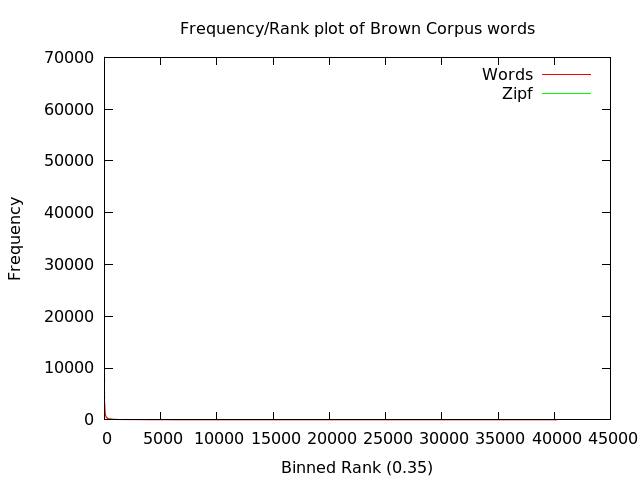 Frequency/Rank plot of Brown Corpus words
70000
60000
50000
40000
30000
20000
10000
0
Frequency
Words
Zipf
0 5000 10000 15000 20000 25000 30000 35000 40000 45000
Binned Rank (0.35)